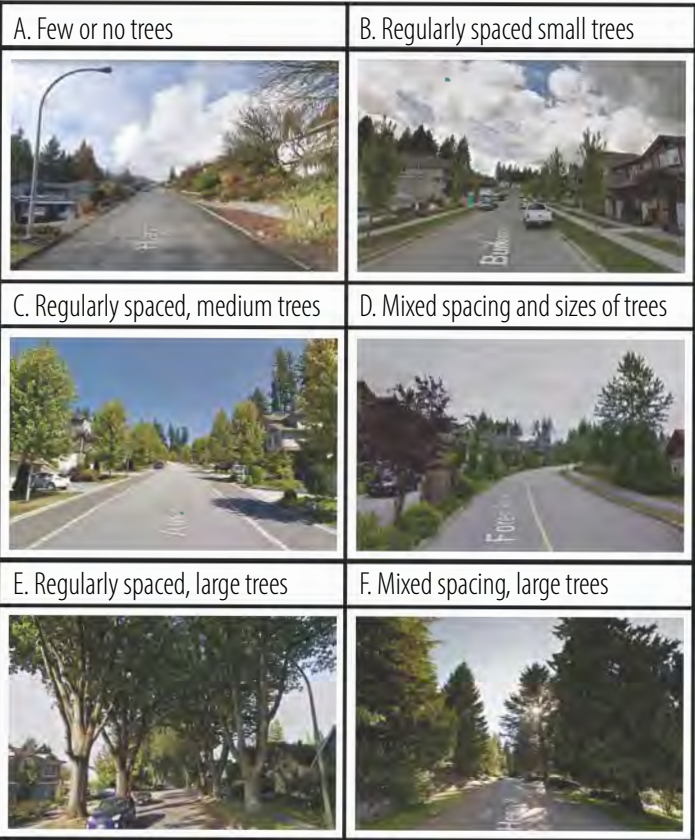 A. Few or no trees
B. Regularly spaced small trees
C. Regularly spaced, medium trees
D. Mixed spacing and sizes of trees
E. Regularly spaced, large trees
F. Mixed spacing, large trees